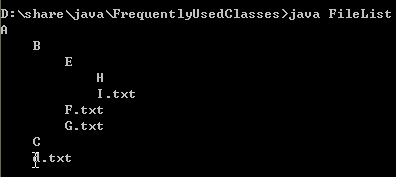 D:\share\java\FrequentlyUsedClasses>java FileList
A
B
E
H
I.txt
F.txt
G.txt
C